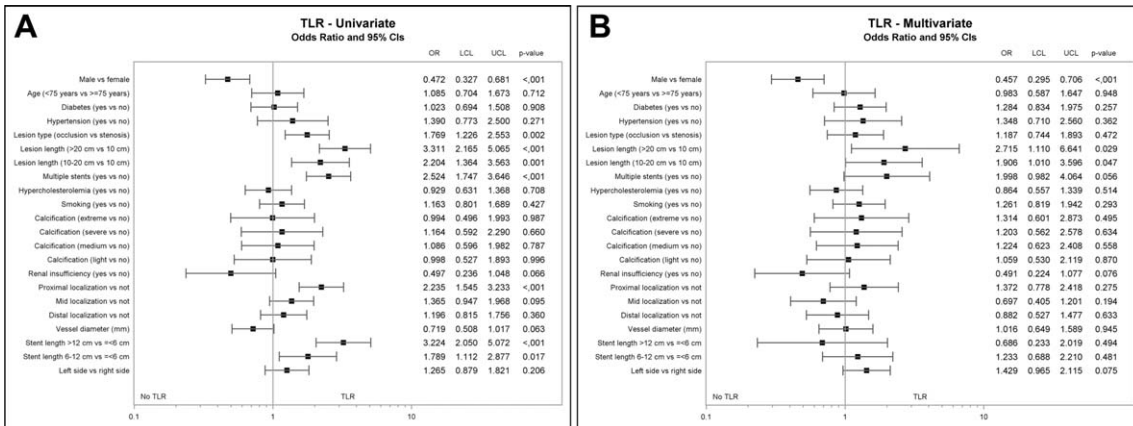 A
TLR - Univariate
Odds Ratio and 95% CIs
OR LCL UCL p-value
Male vs female 0.472 0.327 0.681 <,001
Age (<75 years vs >=75 years) 1.085 0.704 1.673 0.712
Diabetes (yes vs no) 1.023 0.694 1.508 0.908
Hypertension (yes vs no) 1.390 0.773 2.500 0.271
Lesion type (occlusion vs stenosis) 1.769 1.226 2.553 0.002
Lesion length (>20 cm vs 10 cm) 3.311 2.165 5.065 <,001
Lesion length (10-20 cm vs 10 cm) 2.204 1.364 3.563 0.001
Multiple stents (yes vs no) 2.524 1.747 3.646 <,001
Hypercholesterolemia (yes vs no) 0.929 0.631 1.368 0.708
Smoking (yes vs no) 1.163 0.801 1.689 0.427
Calcification (extreme vs no) 0.994 0.496 1.993 0.987
Calcification (severe vs no) 1.164 0.592 2.290 0.660
Calcification (medium vs no) 1.086 0.596 1.982 0.787
Calcification (light vs no) 0.998 0.527 1.893 0.996
Renal insufficiency (yes vs no) 0.497 0.236 1.048 0.066
Proximal localization vs not 2.235 1.545 3.233 <,001
Mid localization vs not 1.365 0.947 1.968 0.095
Distal localization vs not 1.196 0.815 1.756 0.360
Vessel diameter (mm) 0.719 0.508 1.017 0.063
Stent length >12 cm vs =<6 cm 3.224 2.050 5.072 <,001
Stent length 6-12 cm vs =<6 cm 1.789 1.112 2.877 0.017
Left side vs right side 1.265 0.879 1.821 0.206
No TLR TLR
0.1 1 10
B
TLR - Multivariate
Odds Ratio and 95% CIs
OR LCL UCL p-value
Male vs female 0.457 0.295 0.706 <,001
Age (<75 years vs >=75 years) 0.983 0.587 1.647 0.948
Diabetes (yes vs no) 1.284 0.834 1.975 0.257
Hypertension (yes vs no) 1.348 0.710 2.560 0.362
Lesion type (occlusion vs stenosis) 1.187 0.744 1.893 0.472
Lesion length (>20 cm vs 10 cm) 2.715 1.110 6.641 0.029
Lesion length (10-20 cm vs 10 cm) 1.906 1.010 3.596 0.047
Multiple stents (yes vs no) 1.998 0.982 4.064 0.056
Hypercholesterolemia (yes vs no) 0.864 0.557 1.339 0.514
Smoking (yes vs no) 1.261 0.819 1.942 0.293
Calcification (extreme vs no) 1.314 0.601 2.873 0.495
Calcification (severe vs no) 1.203 0.562 2.578 0.634
Calcification (medium vs no) 1.224 0.623 2.408 0.558
Calcification (light vs no) 1.059 0.530 2.119 0.870
Renal insufficiency (yes vs no) 0.491 0.224 1.077 0.076
Proximal localization vs not 1.372 0.778 2.418 0.275
Mid localization vs not 0.697 0.405 1.201 0.194
Distal localization vs not 0.882 0.527 1.477 0.633
Vessel diameter (mm) 1.016 0.649 1.589 0.945
Stent length >12 cm vs =<6 cm 0.686 0.233 2.019 0.494
Stent length 6-12 cm vs =<6 cm 1.233 0.688 2.210 0.481
Left side vs right side 1.429 0.965 2.115 0.075
No TLR TLR
0.1 1 10